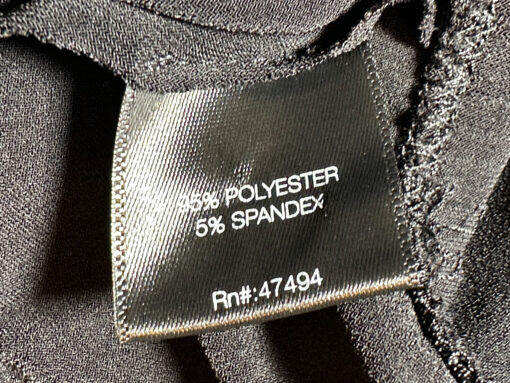 95% POLYESTER
5% SPANDEX
Rn#:47494